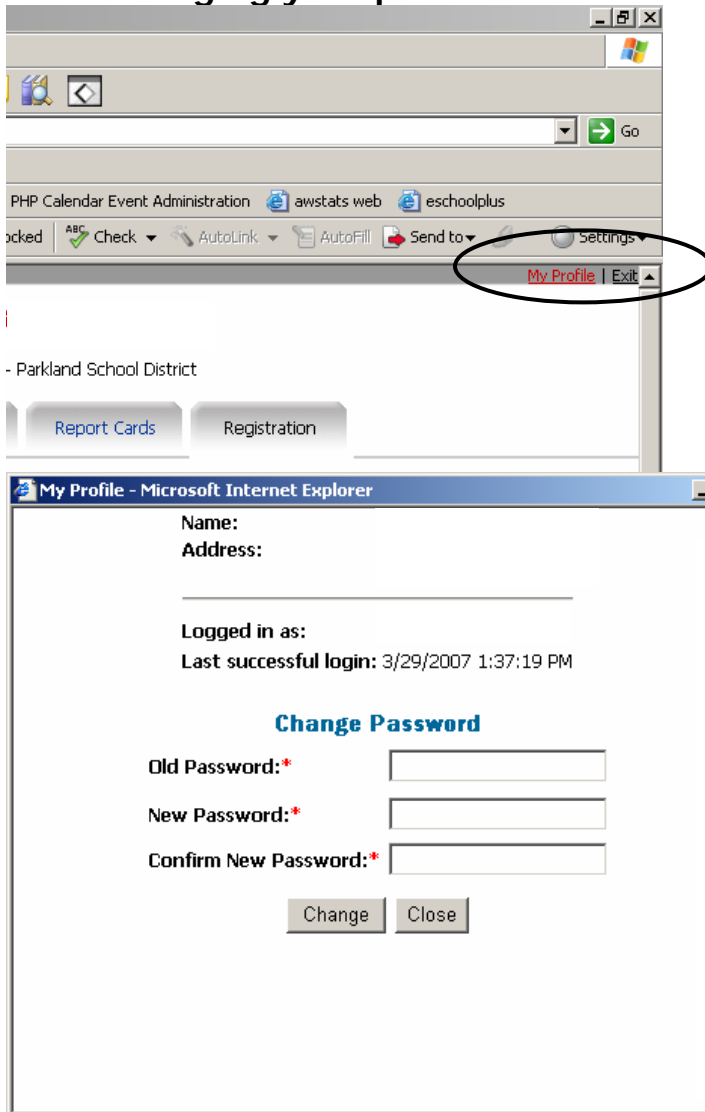 Go
PHP Calendar Event Administration awstats web eschoolplus
ABC Check AutoLink AutoFill Send to Settings
My Profile | Exit
- Parkland School District
Report Cards Registration
My Profile - Microsoft Internet Explorer
Name:
Address:
Logged in as:
Last successful login: 3/29/2007 1:37:19 PM
Change Password
Old Password:*
New Password:*
Confirm New Password:*
Change Close